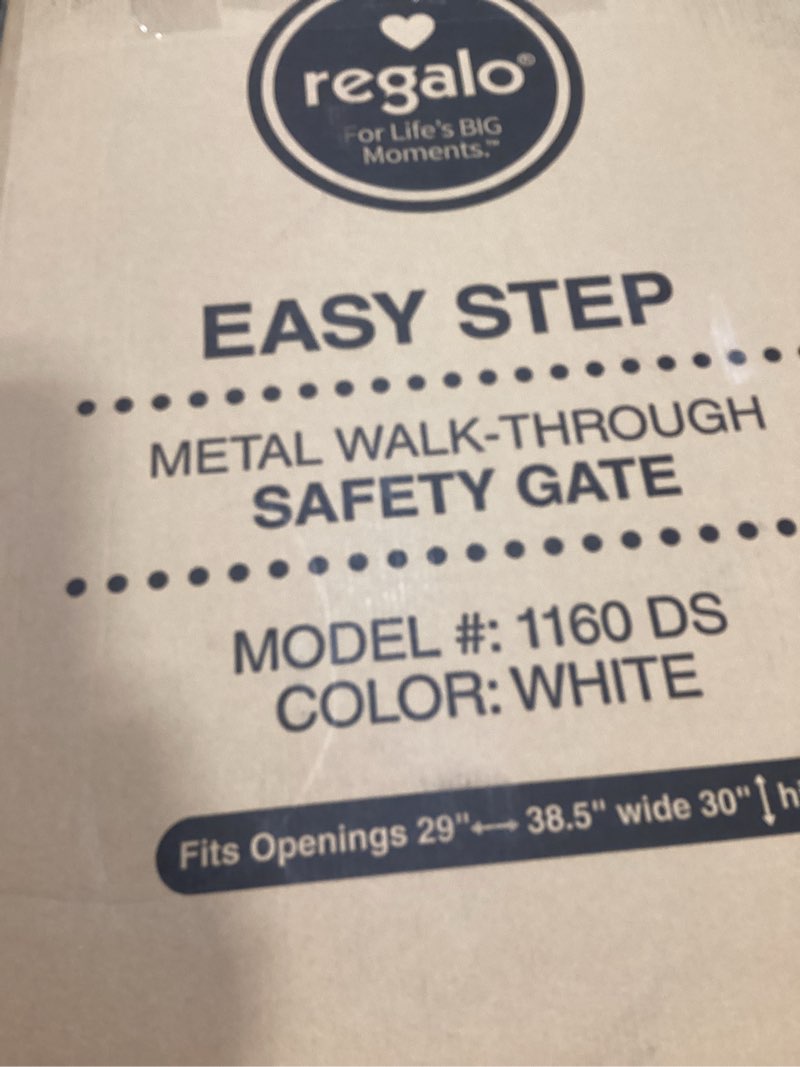 regalo®
For Life's BIG
Moments.™
EASY STEP
METAL WALK-THROUGH
SAFETY GATE
MODEL #: 1160 DS
COLOR: WHITE
Fits Openings 29"↔ 38.5" wide 30"↕